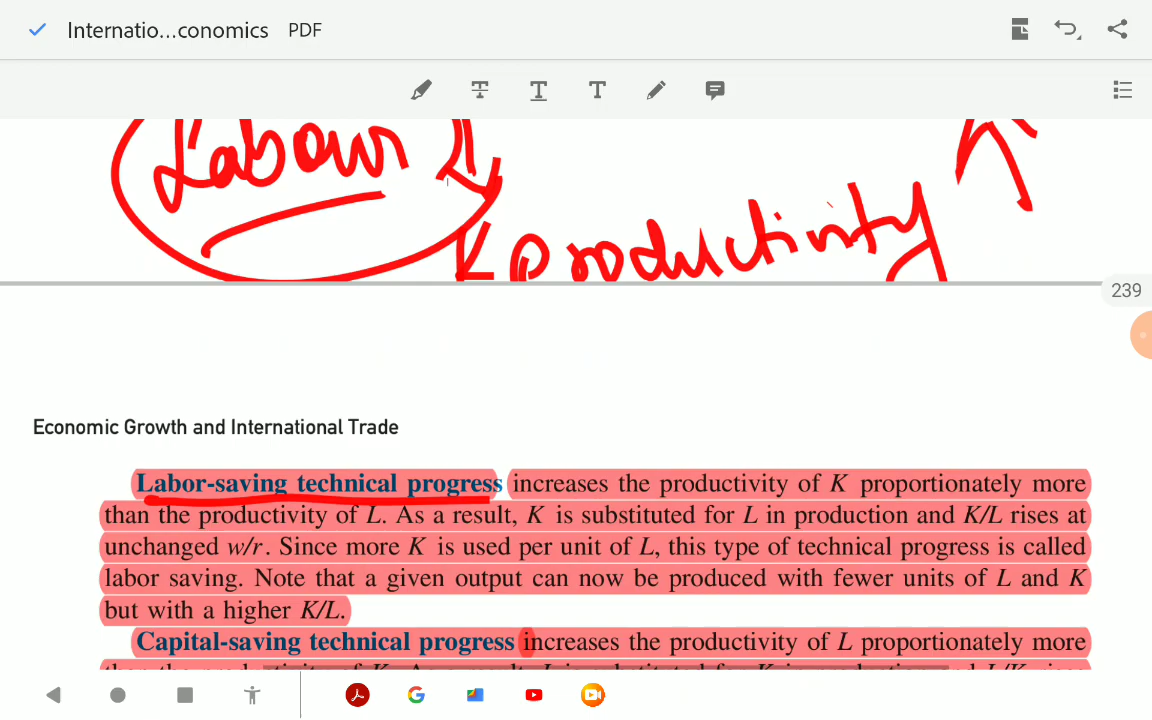 Internatio...conomics PDF
Labour
K productivity
239
Economic Growth and International Trade
Labor-saving technical progress increases the productivity of K proportionately more
than the productivity of L. As a result, K is substituted for L in production and K/L rises at
unchanged w/r. Since more K is used per unit of L, this type of technical progress is called
labor saving. Note that a given output can now be produced with fewer units of L and K
but with a higher K/L.
Capital-saving technical progress increases the productivity of L proportionately more